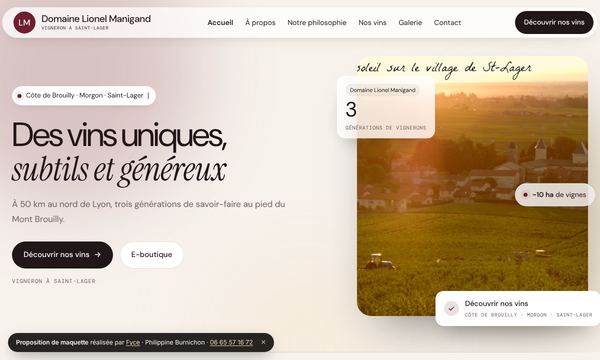 LM
Domaine Lionel Manigand
VIGNERON À SAINT-LAGER
Accueil
À propos
Notre philosophie
Nos vins
Galerie
Contact
Découvrir nos vins
Côte de Brouilly · Morgon · Saint-Lager
Des vins uniques,
subtils et généreux
À 50 km au nord de Lyon, trois générations de savoir-faire au pied du
Mont Brouilly.
Découvrir nos vins →
E-boutique
VIGNERON À SAINT-LAGER
soleil sur le village de St-Lager
Domaine Lionel Manigand
3
GÉNÉRATIONS DE VIGNERONS
~10 ha de vignes
Découvrir nos vins
CÔTE DE BROUILLY · MORGON · SAINT-LAGER
Proposition de maquette réalisée par Fyce · Philippine Burnichon · 06 65 57 16 72 ×